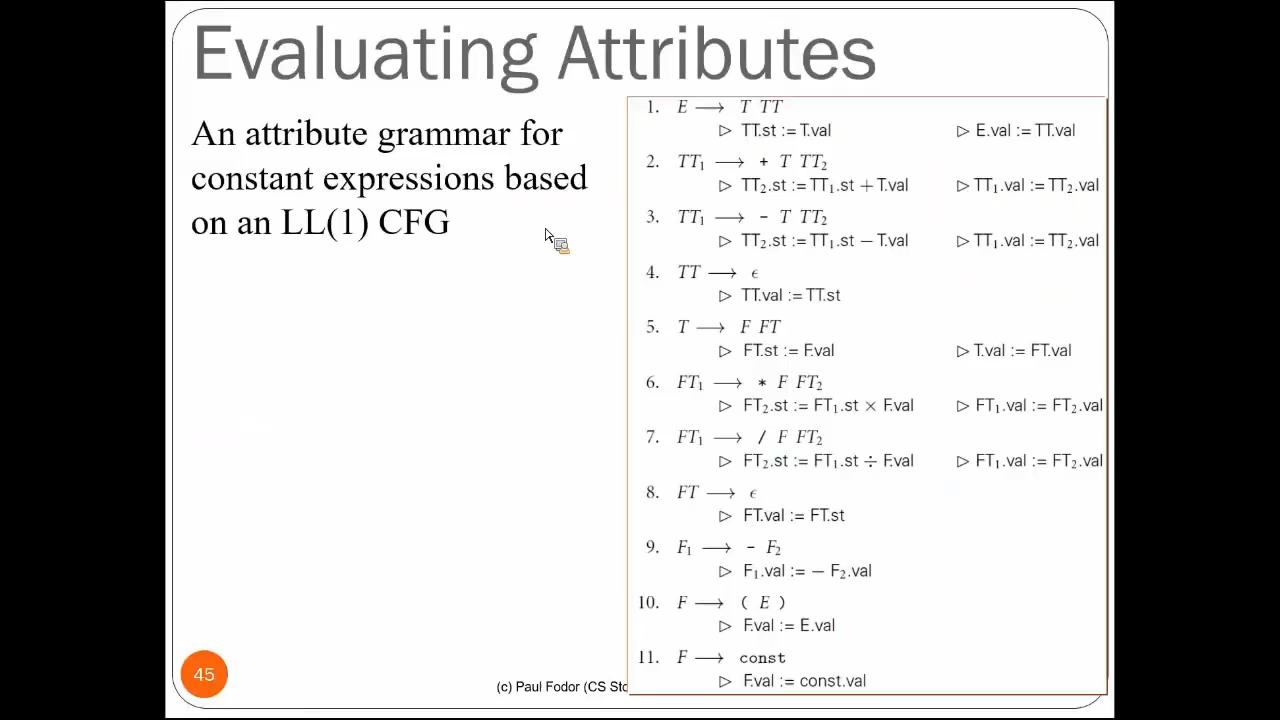 Evaluating Attributes
An attribute grammar for
constant expressions based
on an LL(1) CFG
1. E ⟶ T TT
▷ TT.st := T.val ▷ E.val := TT.val
2. TT₁ ⟶ + T TT₂
▷ TT₂.st := TT₁.st + T.val ▷ TT₁.val := TT₂.val
3. TT₁ ⟶ - T TT₂
▷ TT₂.st := TT₁.st − T.val ▷ TT₁.val := TT₂.val
4. TT ⟶ ϵ
▷ TT.val := TT.st
5. T ⟶ F FT
▷ FT.st := F.val ▷ T.val := FT.val
6. FT₁ ⟶ * F FT₂
▷ FT₂.st := FT₁.st × F.val ▷ FT₁.val := FT₂.val
7. FT₁ ⟶ / F FT₂
▷ FT₂.st := FT₁.st ÷ F.val ▷ FT₁.val := FT₂.val
8. FT ⟶ ϵ
▷ FT.val := FT.st
9. F₁ ⟶ - F₂
▷ F₁.val := − F₂.val
10. F ⟶ ( E )
▷ F.val := E.val
11. F ⟶ const
▷ F.val := const.val
45
(c) Paul Fodor (CS